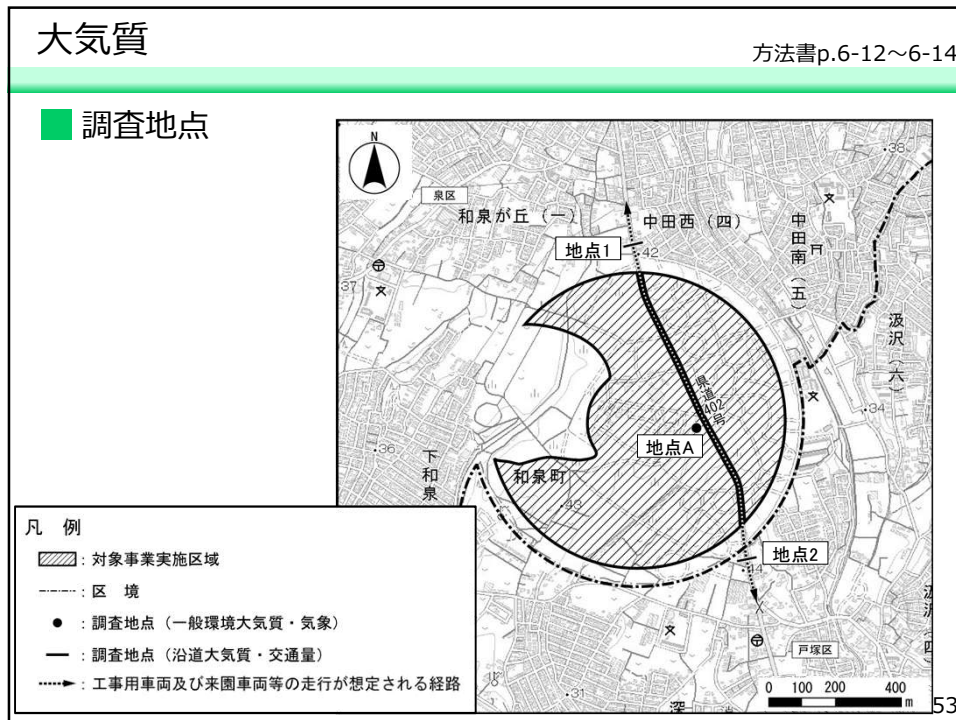 大気質
方法書p.6-12～6-14
調査地点
N
泉区
和泉が丘（一）
中田西（四）
中田南（五）
地点1
42
38
37
汲沢（六）
県道402号
34
地点A
36
下和泉
和泉町
43
地点2
44
汲沢（四）
戸塚区
31
深
0 100 200 400
m
凡 例
：対象事業実施区域
：区 境
：調査地点（一般環境大気質・気象）
：調査地点（沿道大気質・交通量）
：工事用車両及び来園車両等の走行が想定される経路
53